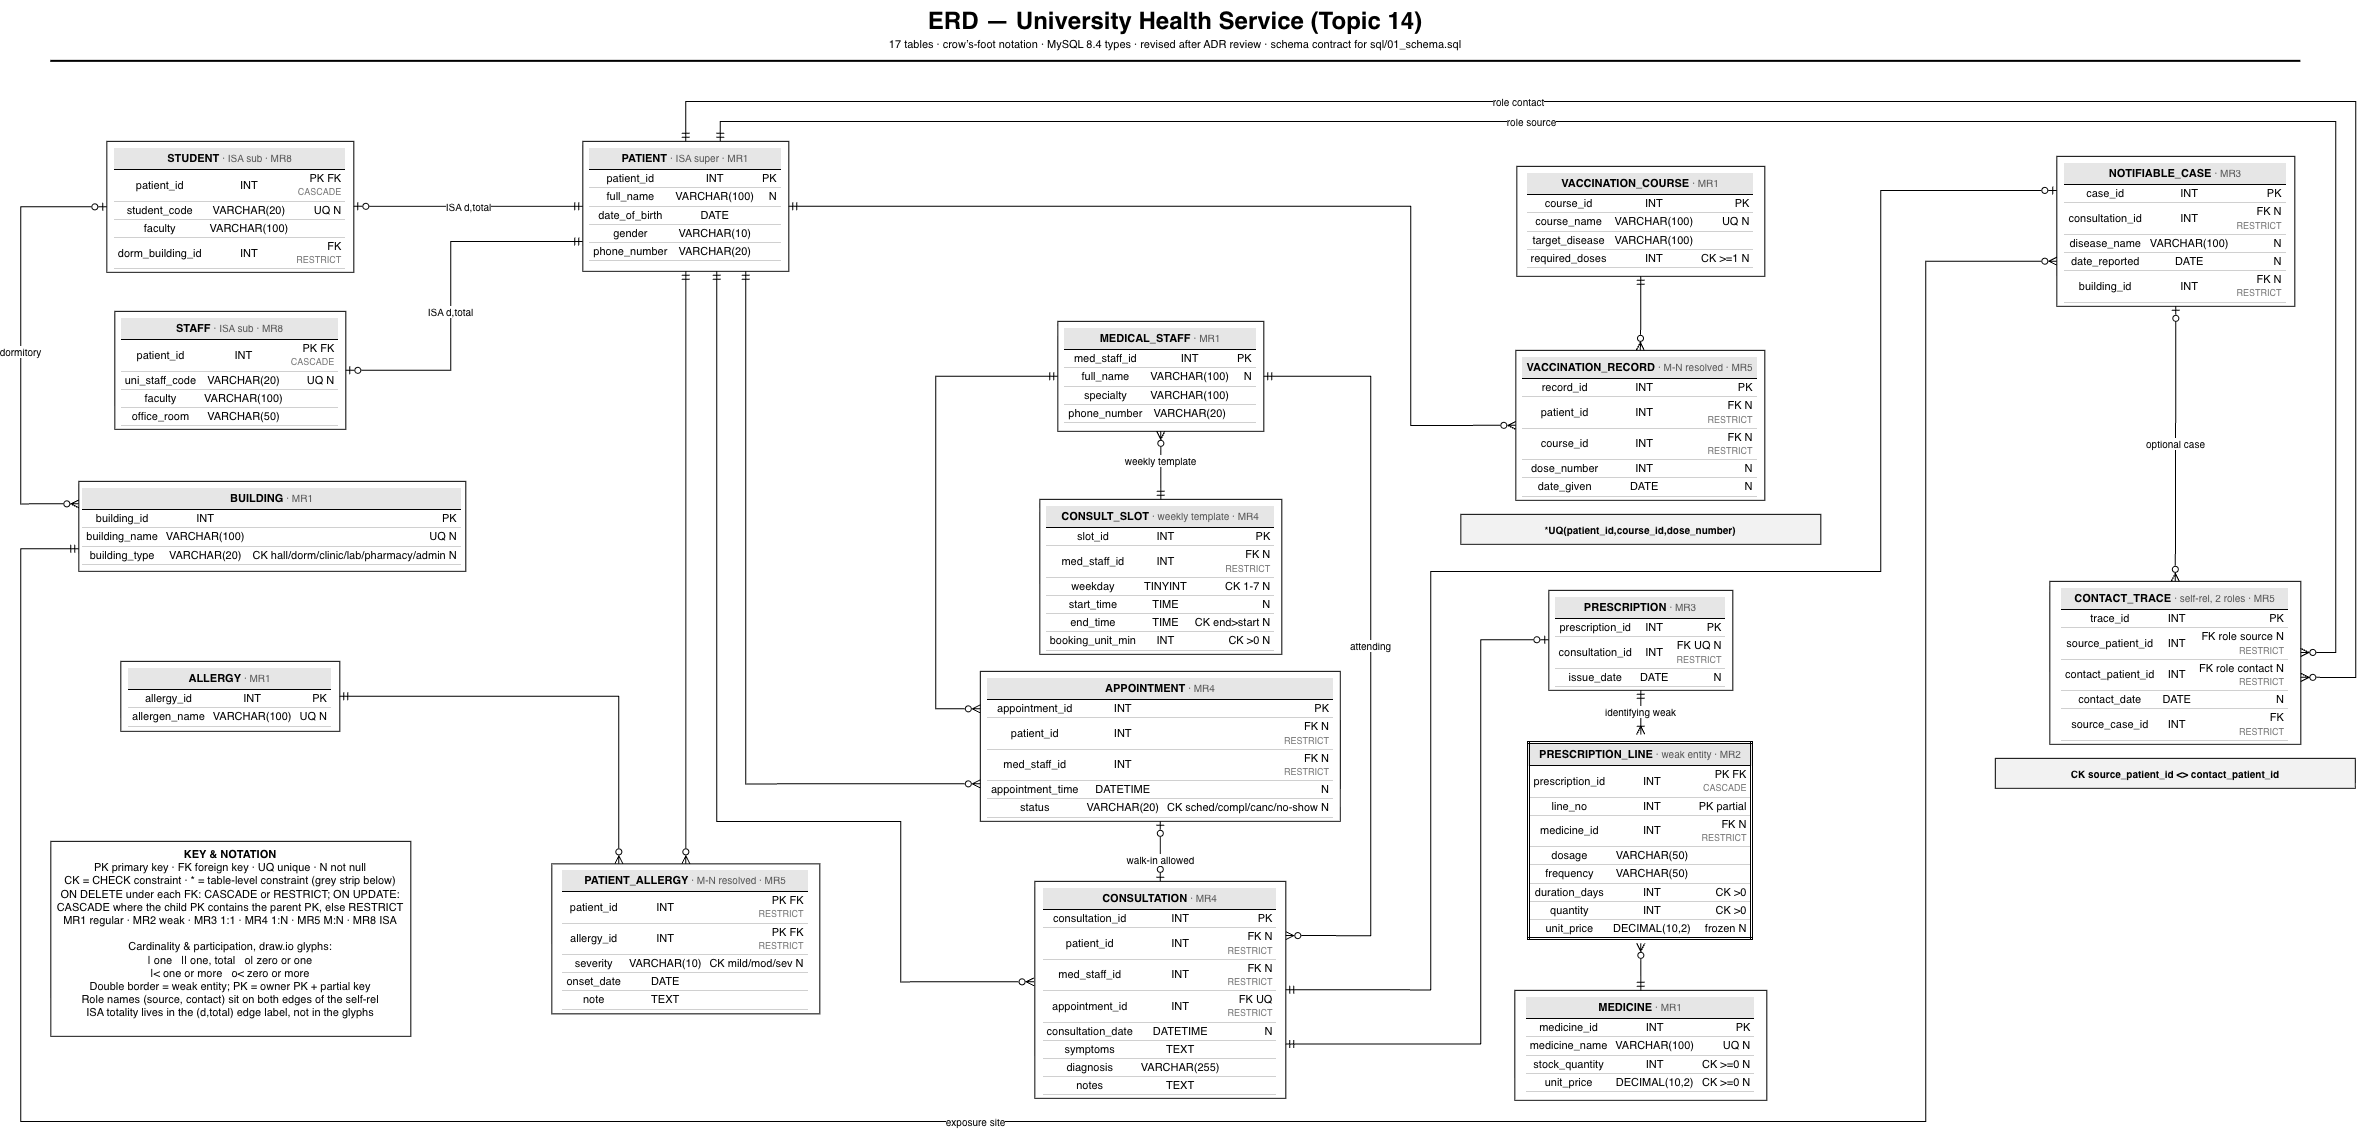 ERD — University Health Service (Topic 14)
17 tables · crow's-foot notation · MySQL 8.4 types · revised after ADR review · schema contract for sql/01_schema.sql
role contact
role source
STUDENT · ISA sub · MR8
patient_id INT PK FK
CASCADE
student_code VARCHAR(20) UQ N
faculty VARCHAR(100)
dorm_building_id INT FK
RESTRICT
ISA d,total
PATIENT · ISA super · MR1
patient_id INT PK
full_name VARCHAR(100) N
date_of_birth DATE
gender VARCHAR(10)
phone_number VARCHAR(20)
VACCINATION_COURSE · MR1
course_id INT PK
course_name VARCHAR(100) UQ N
target_disease VARCHAR(100)
required_doses INT CK >=1 N
NOTIFIABLE_CASE · MR3
case_id INT PK
consultation_id INT FK N
RESTRICT
disease_name VARCHAR(100) N
date_reported DATE N
building_id INT FK N
RESTRICT
STAFF · ISA sub · MR8
patient_id INT PK FK
CASCADE
uni_staff_code VARCHAR(20) UQ N
faculty VARCHAR(100)
office_room VARCHAR(50)
ISA d,total
dormitory
MEDICAL_STAFF · MR1
med_staff_id INT PK
full_name VARCHAR(100) N
specialty VARCHAR(100)
phone_number VARCHAR(20)
weekly template
VACCINATION_RECORD · M-N resolved · MR5
record_id INT PK
patient_id INT FK N
RESTRICT
course_id INT FK N
RESTRICT
dose_number INT N
date_given DATE N
*UQ(patient_id,course_id,dose_number)
optional case
BUILDING · MR1
building_id INT PK
building_name VARCHAR(100) UQ N
building_type VARCHAR(20) CK hall/dorm/clinic/lab/pharmacy/admin N
CONSULT_SLOT · weekly template · MR4
slot_id INT PK
med_staff_id INT FK N
RESTRICT
weekday TINYINT CK 1-7 N
start_time TIME N
end_time TIME CK end>start N
booking_unit_min INT CK >0 N
attending
PRESCRIPTION · MR3
prescription_id INT PK
consultation_id INT FK UQ N
RESTRICT
issue_date DATE N
identifying weak
CONTACT_TRACE · self-rel, 2 roles · MR5
trace_id INT PK
source_patient_id INT FK role source N
RESTRICT
contact_patient_id INT FK role contact N
RESTRICT
contact_date DATE N
source_case_id INT FK
RESTRICT
CK source_patient_id <> contact_patient_id
ALLERGY · MR1
allergy_id INT PK
allergen_name VARCHAR(100) UQ N
APPOINTMENT · MR4
appointment_id INT PK
patient_id INT FK N
RESTRICT
med_staff_id INT FK N
RESTRICT
appointment_time DATETIME N
status VARCHAR(20) CK sched/compl/canc/no-show N
walk-in allowed
PRESCRIPTION_LINE · weak entity · MR2
prescription_id INT PK FK
CASCADE
line_no INT PK partial
medicine_id INT FK N
RESTRICT
dosage VARCHAR(50)
frequency VARCHAR(50)
duration_days INT CK >0
quantity INT CK >0
unit_price DECIMAL(10,2) frozen N
KEY & NOTATION
PK primary key · FK foreign key · UQ unique · N not null
CK = CHECK constraint · * = table-level constraint (grey strip below)
ON DELETE under each FK: CASCADE or RESTRICT; ON UPDATE:
CASCADE where the child PK contains the parent PK, else RESTRICT
MR1 regular · MR2 weak · MR3 1:1 · MR4 1:N · MR5 M:N · MR8 ISA
Cardinality & participation, draw.io glyphs:
l one ll one, total ol zero or one
l< one or more o< zero or more
Double border = weak entity; PK = owner PK + partial key
Role names (source, contact) sit on both edges of the self-rel
ISA totality lives in the (d,total) edge label, not in the glyphs
PATIENT_ALLERGY · M-N resolved · MR5
patient_id INT PK FK
RESTRICT
allergy_id INT PK FK
RESTRICT
severity VARCHAR(10) CK mild/mod/sev N
onset_date DATE
note TEXT
CONSULTATION · MR4
consultation_id INT PK
patient_id INT FK N
RESTRICT
med_staff_id INT FK N
RESTRICT
appointment_id INT FK UQ
RESTRICT
consultation_date DATETIME N
symptoms TEXT
diagnosis VARCHAR(255)
notes TEXT
MEDICINE · MR1
medicine_id INT PK
medicine_name VARCHAR(100) UQ N
stock_quantity INT CK >=0 N
unit_price DECIMAL(10,2) CK >=0 N
exposure site